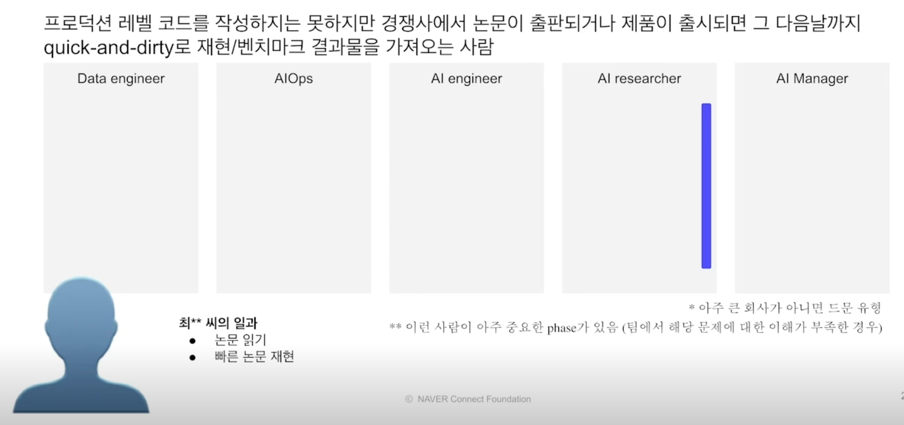 프로덕션 레벨 코드를 작성하지는 못하지만 경쟁사에서 논문이 출판되거나 제품이 출시되면 그 다음날까지
quick-and-dirty로 재현/벤치마크 결과물을 가져오는 사람
Data engineer
AIOps
AI engineer
AI researcher
AI Manager
* 아주 큰 회사가 아니면 드문 유형
** 이런 사람이 아주 중요한 phase가 있음 (팀에서 해당 문제에 대한 이해가 부족한 경우)
최** 씨의 일과
● 논문 읽기
● 빠른 논문 재현
© NAVER Connect Foundation